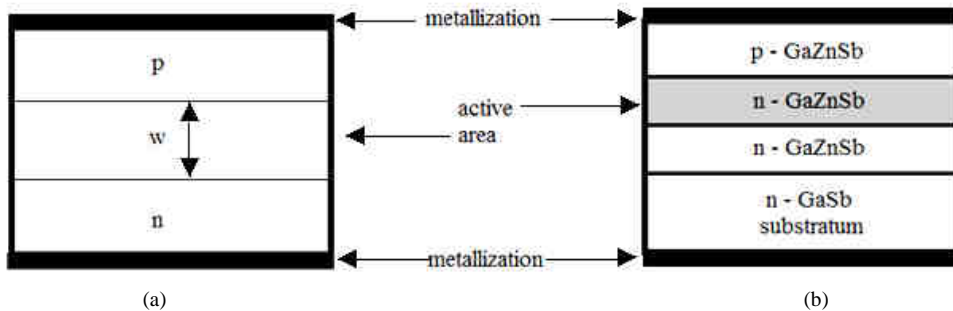 metallization
p
w
n
active
area
metallization
p - GaZnSb
n - GaZnSb
n - GaZnSb
n - GaSb
substratum
(a)
(b)